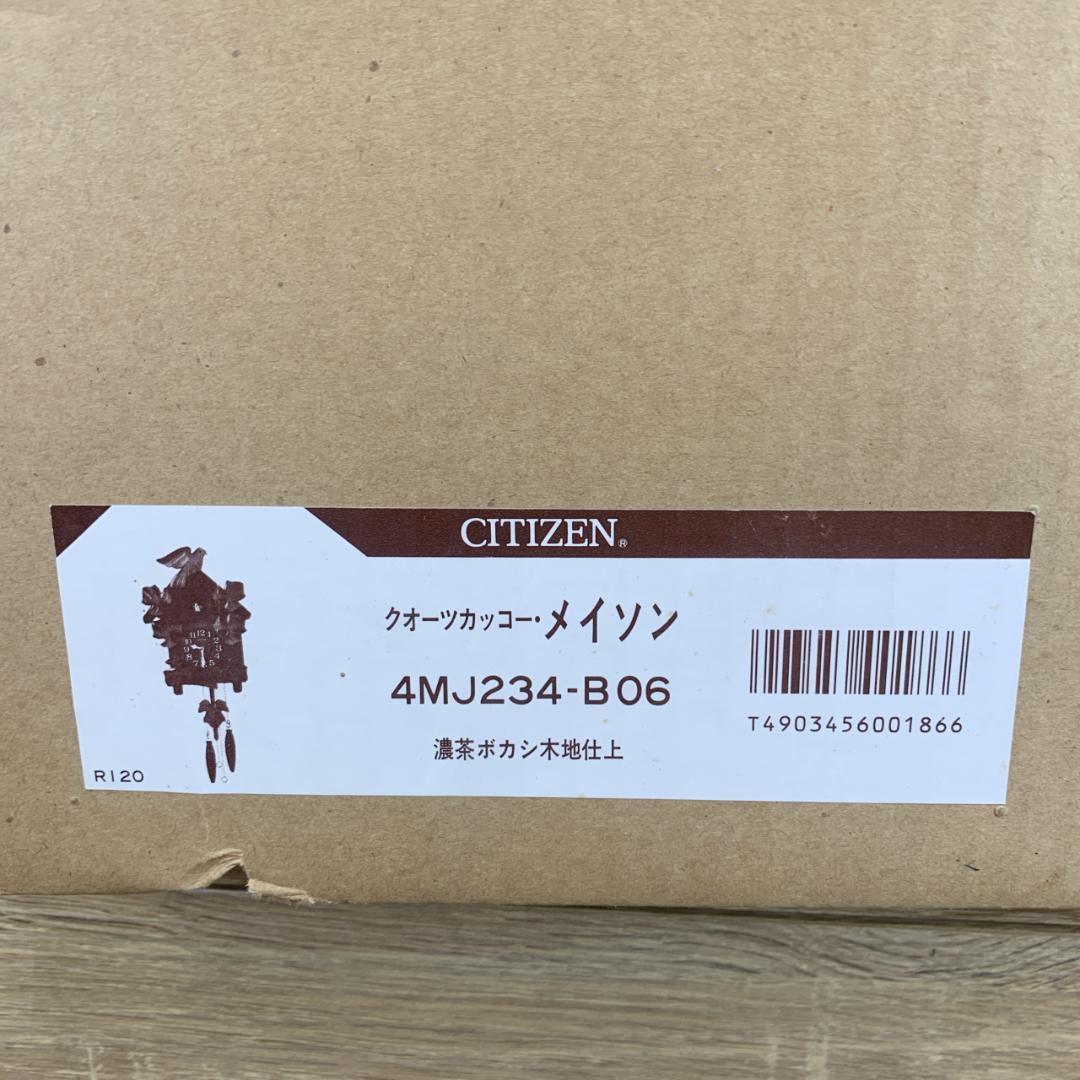 CITIZEN®
クオーツカッコー・メイソン
4MJ234-B06
濃茶ボカシ木地仕上
T4903456001866
R120